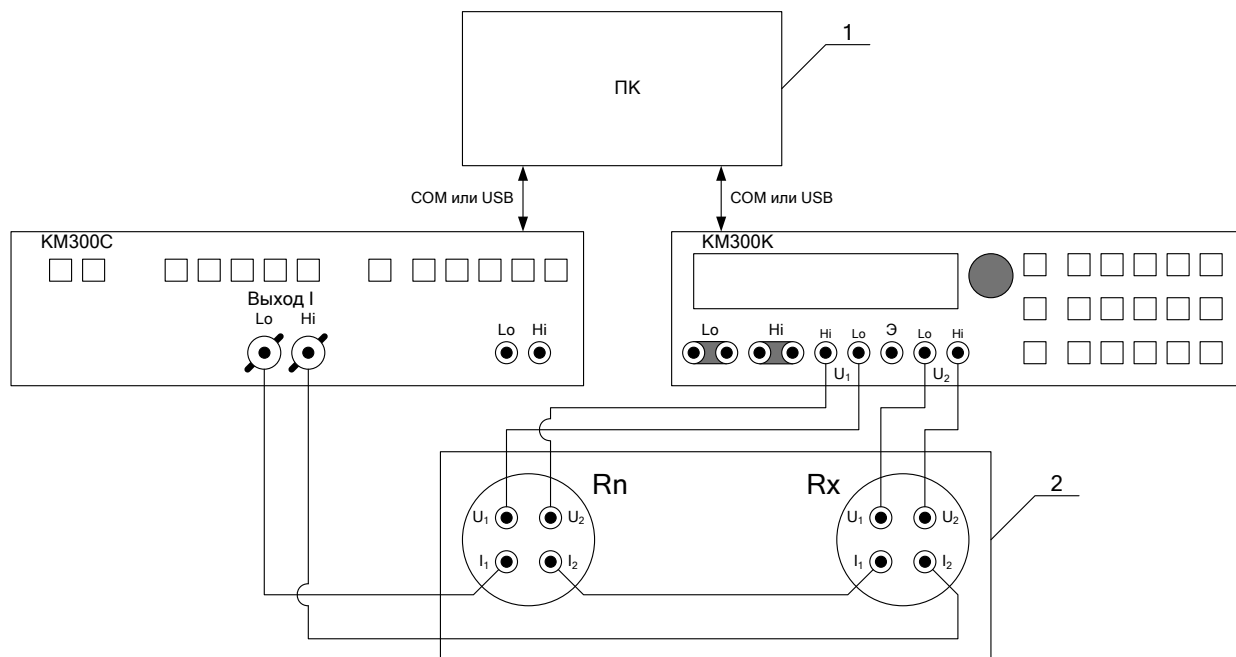 1
ПК
COM или USB
COM или USB
KM300C
KM300K
Выход I
Lo Hi
Lo Hi
Lo Hi Hi Lo Э Lo Hi
U1 U2
Rn Rx
2
U1 U2
U1 U2
I1 I2
I1 I2